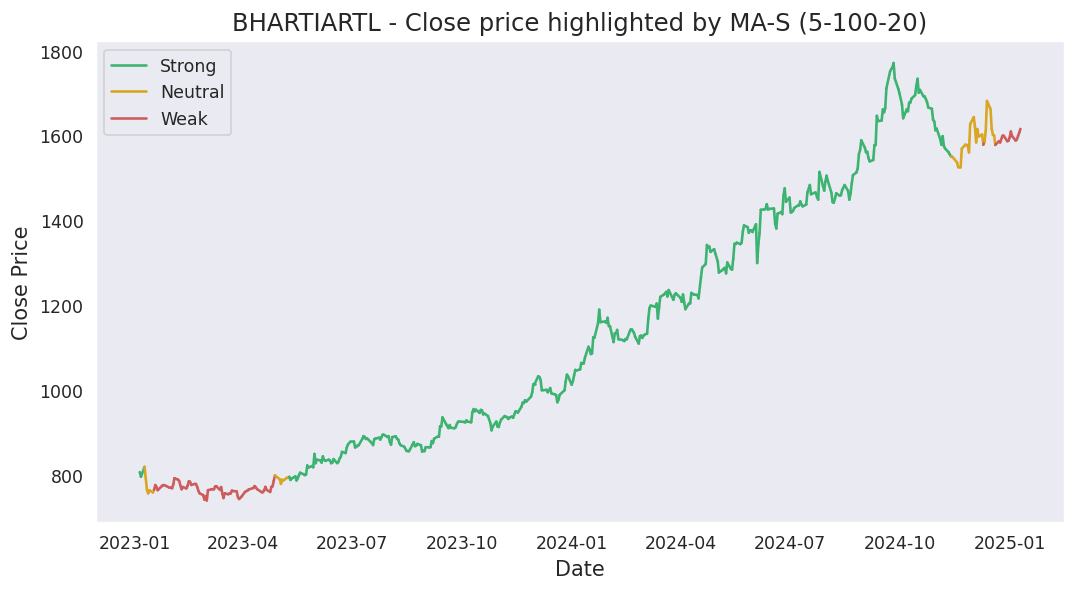 BHARTIARTL - Close price highlighted by MA-S (5-100-20)
Strong
Neutral
Weak
Close Price
1800
1600
1400
1200
1000
800
2023-01 2023-04 2023-07 2023-10 2024-01 2024-04 2024-07 2024-10 2025-01
Date